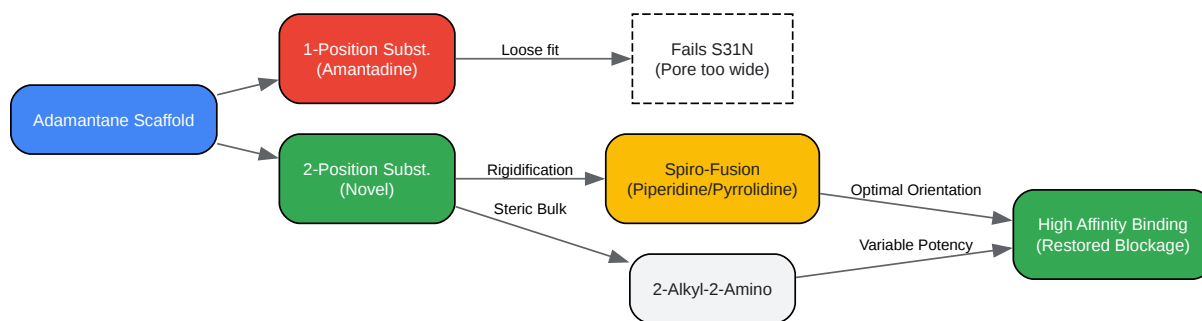 1-Position Subst.
(Amantadine)
Loose fit
Fails S31N
(Pore too wide)
Adamantane Scaffold
2-Position Subst.
(Novel)
Rigidification
Spiro-Fusion
(Piperidine/Pyrrolidine)
Optimal Orientation
Steric Bulk
High Affinity Binding
(Restored Blockage)
Variable Potency
2-Alkyl-2-Amino